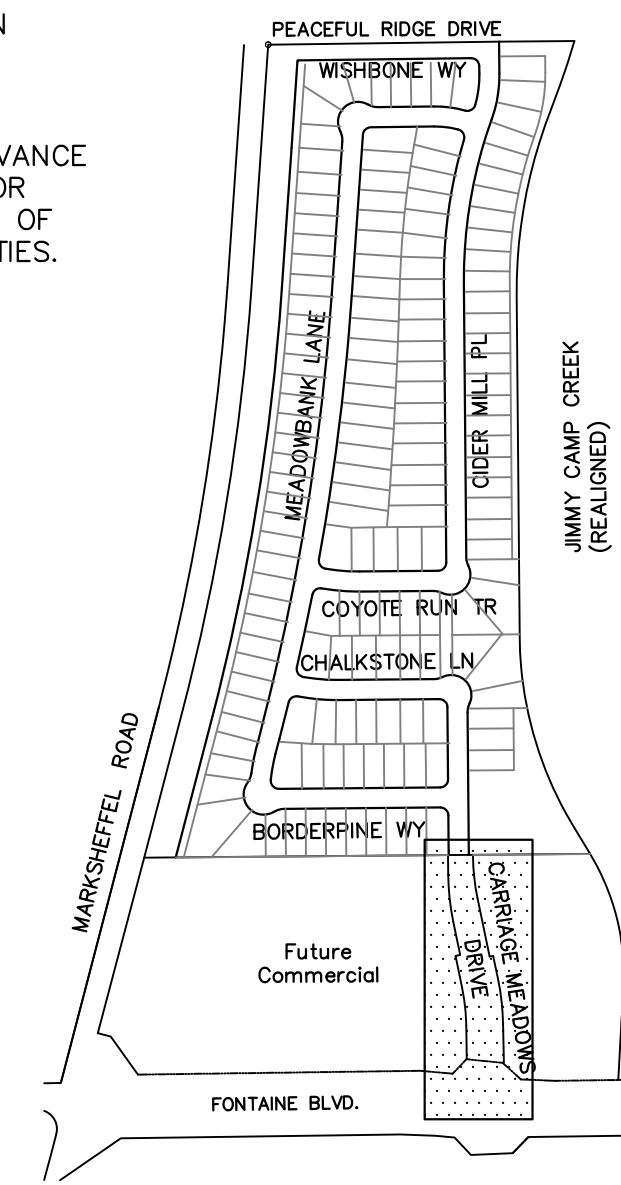 N
PEACEFUL RIDGE DRIVE
WISHBONE WY
VANCE
OR
OF
TIES.
MEADOWBANK LANE
CIDER MILL PL
JIMMY CAMP CREEK
(REALIGNED)
COYOTE RUN TR
CHALKSTONE LN
MARKSHEFFEL ROAD
BORDERPINE WY
CARRIAGE MEADOWS
DRIVE
Future
Commercial
FONTAINE BLVD.